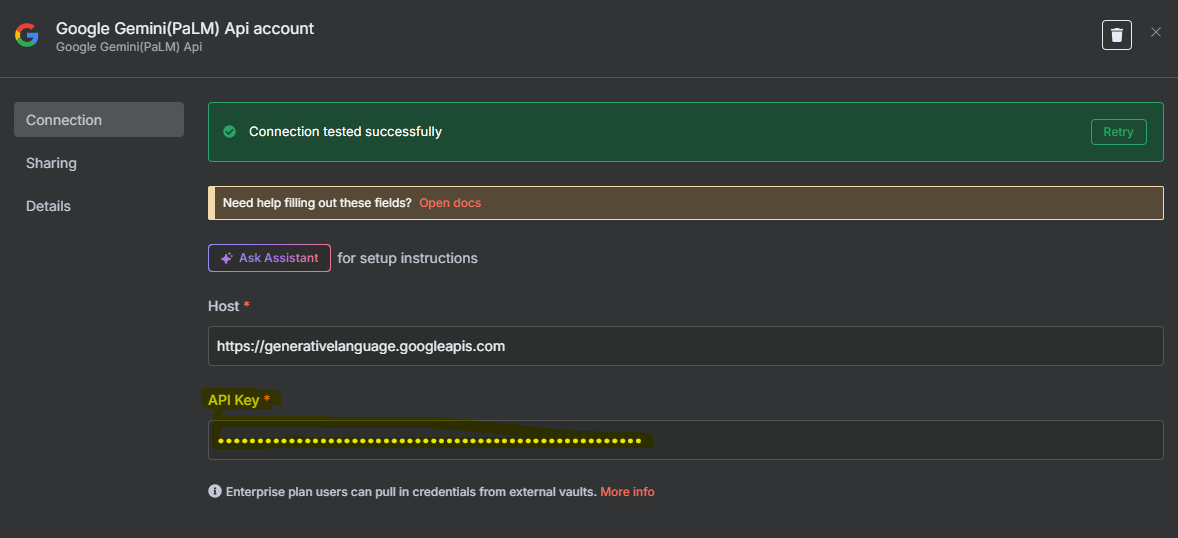 Google Gemini(PaLM) Api account
Google Gemini(PaLM) Api
Connection
Sharing
Details
Connection tested successfully
Retry
Need help filling out these fields? Open docs
Ask Assistant for setup instructions
Host *
https://generativelanguage.googleapis.com
API Key *
Enterprise plan users can pull in credentials from external vaults. More info